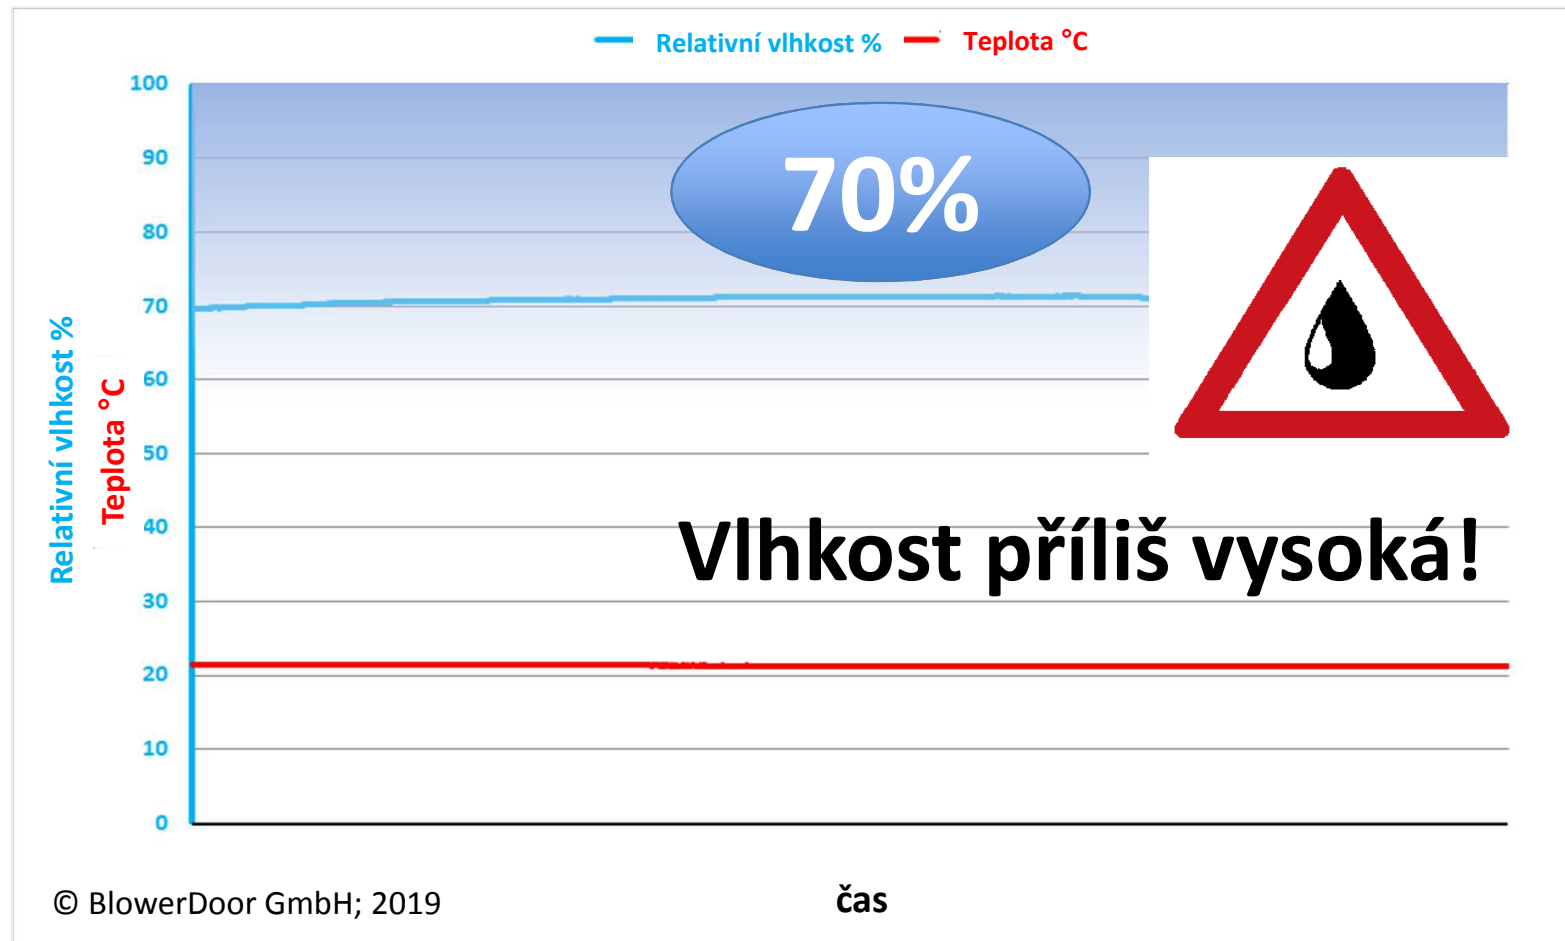 Relativní vlhkost % Teplota °C
100
90
80
70
60
50
40
30
20
10
0
Relativní vlhkost %
Teplota °C
70%
Vlhkost příliš vysoká!
čas
© BlowerDoor GmbH; 2019